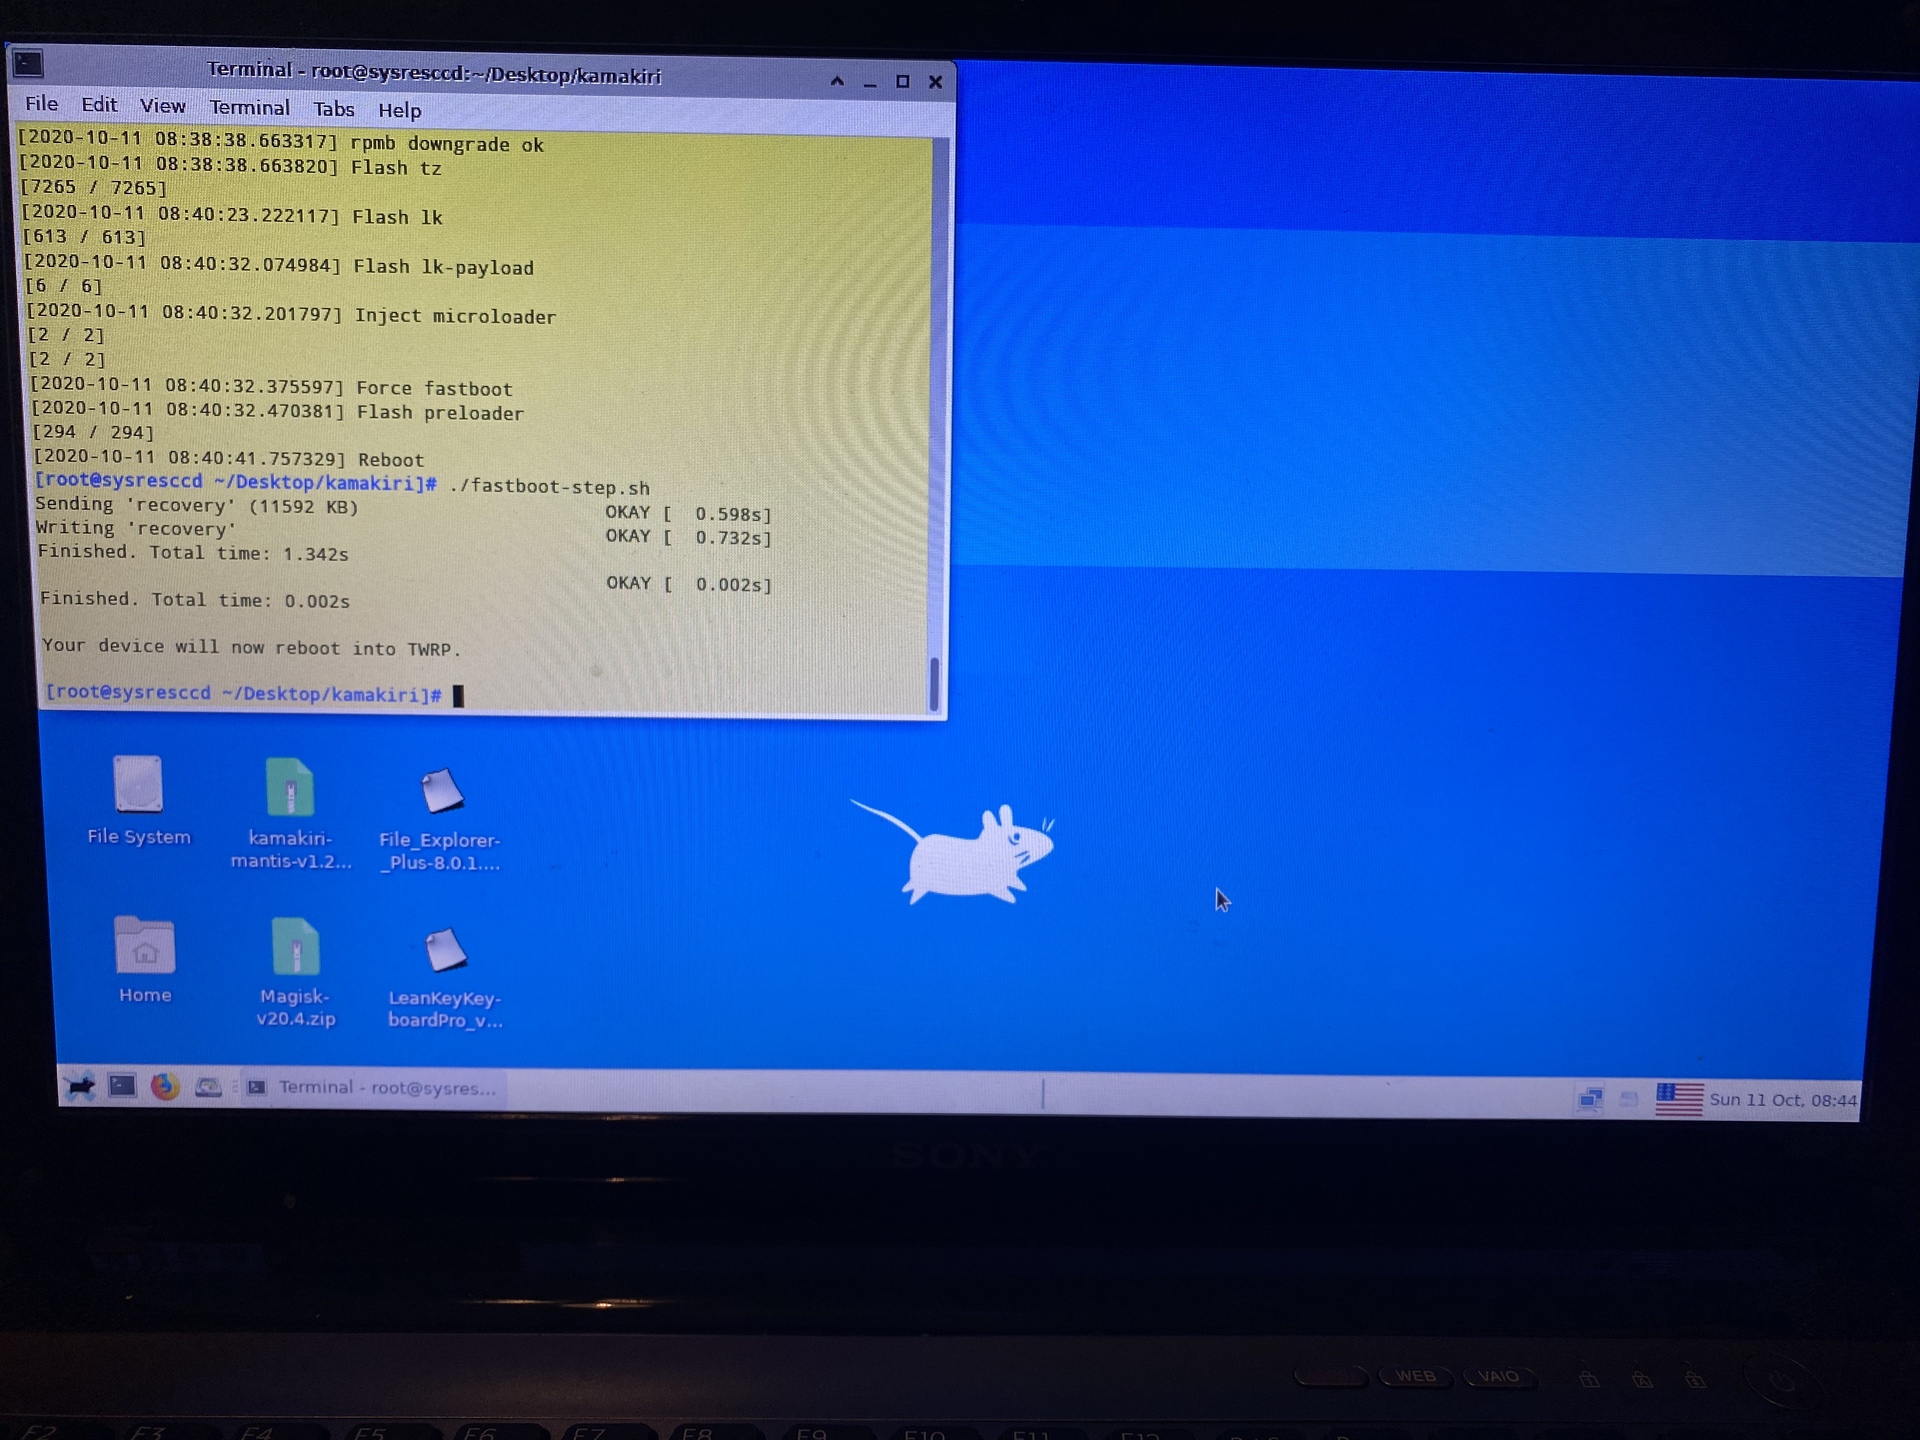 Terminal - root@sysresccd:~/Desktop/kamakiri
File Edit View Terminal Tabs Help
[2020-10-11 08:38:38.663317] rpmb downgrade ok
[2020-10-11 08:38:38.663820] Flash tz
[7265 / 7265]
[2020-10-11 08:40:23.222117] Flash lk
[613 / 613]
[2020-10-11 08:40:32.074984] Flash lk-payload
[6 / 6]
[2020-10-11 08:40:32.201797] Inject microloader
[2 / 2]
[2 / 2]
[2020-10-11 08:40:32.375597] Force fastboot
[2020-10-11 08:40:32.470381] Flash preloader
[294 / 294]
[2020-10-11 08:40:41.757329] Reboot
[root@sysresccd ~/Desktop/kamakiri]# ./fastboot-step.sh
Sending 'recovery' (11592 KB) OKAY [ 0.598s]
Writing 'recovery' OKAY [ 0.732s]
Finished. Total time: 1.342s
OKAY [ 0.002s]
Finished. Total time: 0.002s
Your device will now reboot into TWRP.
[root@sysresccd ~/Desktop/kamakiri]#
File System
kamakiri-
mantis-v1.2...
File_Explorer-
_Plus-8.0.1....
Home
Magisk-
v20.4.zip
LeanKeyKey-
boardPro_v...
Terminal - root@sysres...
Sun 11 Oct, 08:44
SONY
WEB VAIO
F2 F3 F4 F5 F6 F7 F8 F9 F10 F11 F12